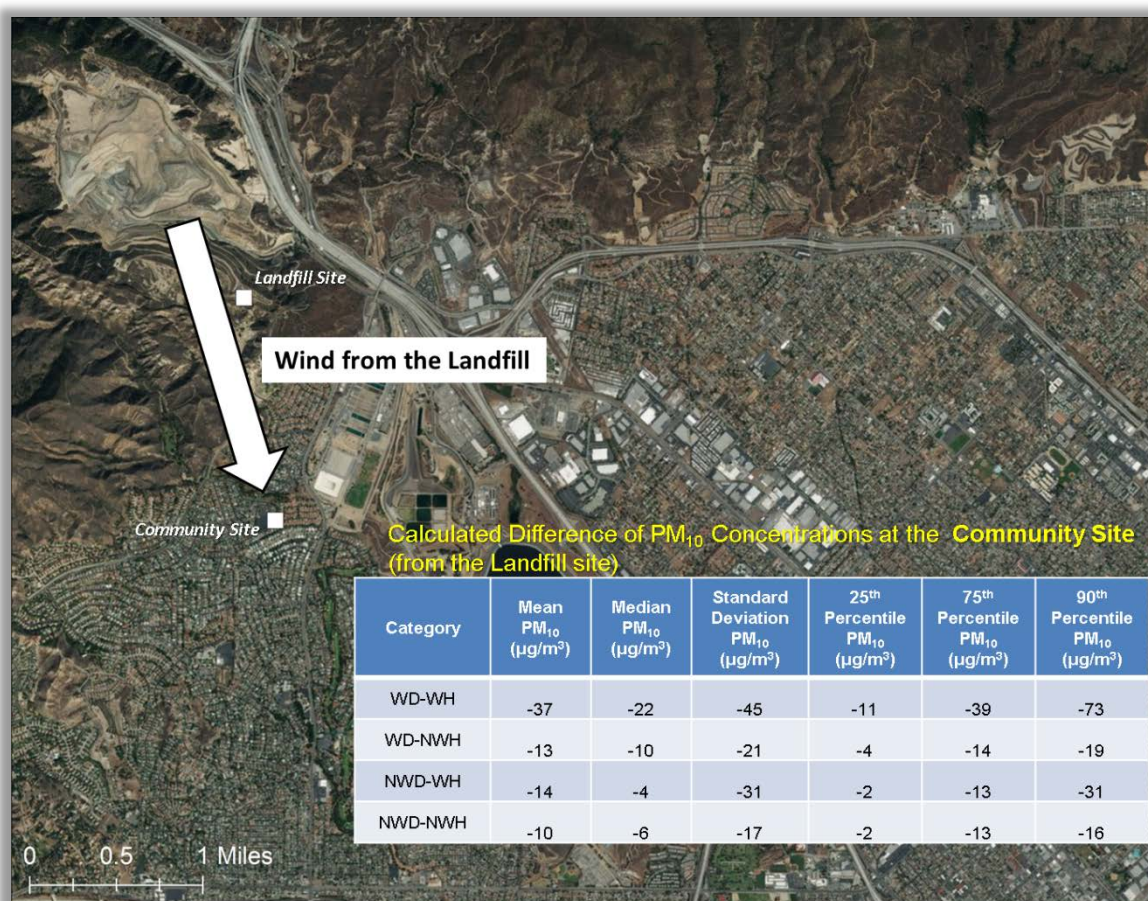 Landfill Site
Wind from the Landfill
Community Site
Calculated Difference of PM₁₀ Concentrations at the Community Site
(from the Landfill site)
Category
Mean
PM₁₀
(µg/m³)
Median
PM₁₀
(µg/m³)
Standard
Deviation
PM₁₀
(µg/m³)
25th
Percentile
PM₁₀
(µg/m³)
75th
Percentile
PM₁₀
(µg/m³)
90th
Percentile
PM₁₀
(µg/m³)
WD-WH -37 -22 -45 -11 -39 -73
WD-NWH -13 -10 -21 -4 -14 -19
NWD-WH -14 -4 -31 -2 -13 -31
NWD-NWH -10 -6 -17 -2 -13 -16
0 0.5 1 Miles